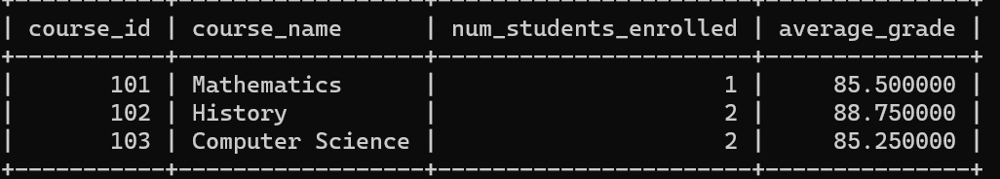 +-----------+------------------+-----------------------+---------------+
| course_id | course_name      | num_students_enrolled | average_grade |
+-----------+------------------+-----------------------+---------------+
|       101 | Mathematics      |                     1 |     85.500000 |
|       102 | History          |                     2 |     88.750000 |
|       103 | Computer Science |                     2 |     85.250000 |
+-----------+------------------+-----------------------+---------------+